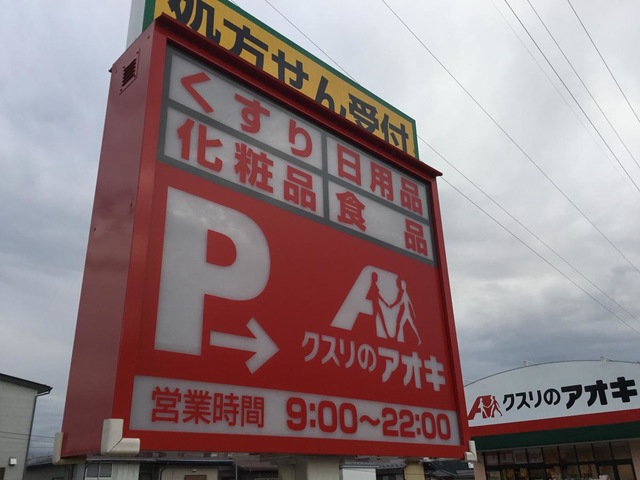 処方せん受付
くすり
日用品
化粧品
食品
P→
クスリのアオキ
営業時間 9:00~22:00
クスリのアオキ